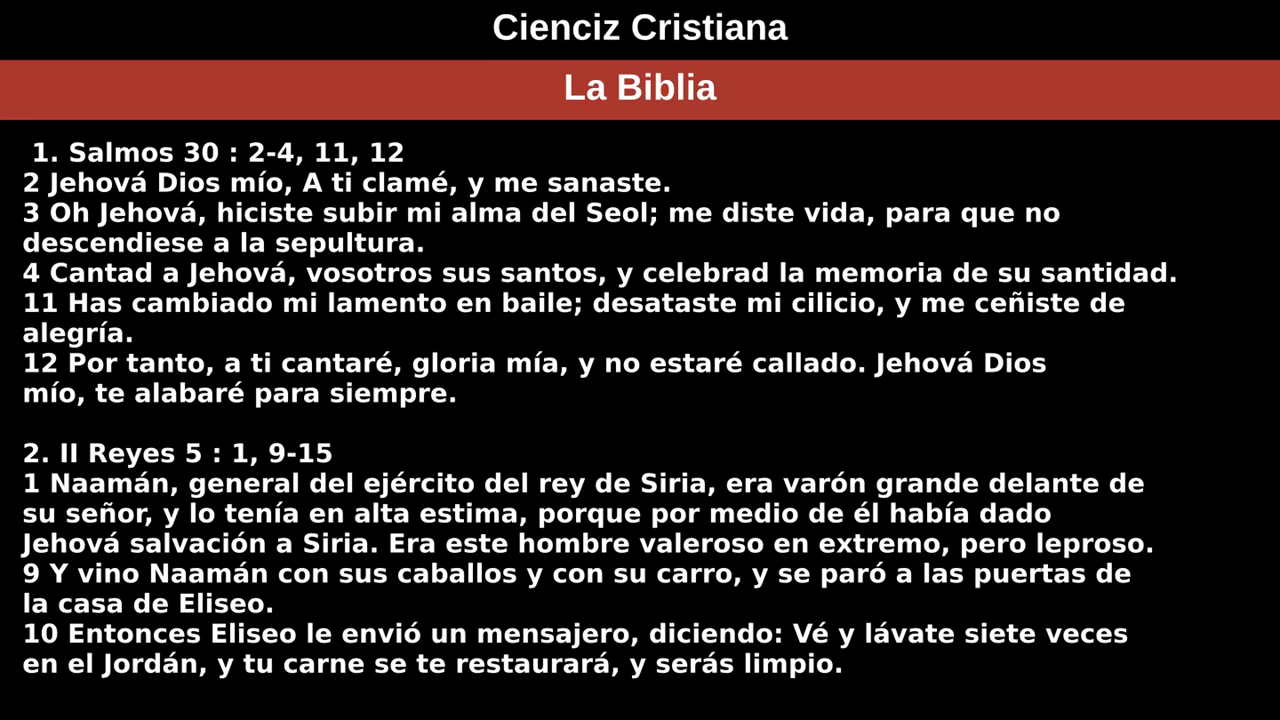 Cienciz Cristiana
La Biblia
1. Salmos 30 : 2-4, 11, 12
2 Jehová Dios mío, A ti clamé, y me sanaste.
3 Oh Jehová, hiciste subir mi alma del Seol; me diste vida, para que no
descendiese a la sepultura.
4 Cantad a Jehová, vosotros sus santos, y celebrad la memoria de su santidad.
11 Has cambiado mi lamento en baile; desataste mi cilicio, y me ceñiste de
alegría.
12 Por tanto, a ti cantaré, gloria mía, y no estaré callado. Jehová Dios
mío, te alabaré para siempre.
2. II Reyes 5 : 1, 9-15
1 Naamán, general del ejército del rey de Siria, era varón grande delante de
su señor, y lo tenía en alta estima, porque por medio de él había dado
Jehová salvación a Siria. Era este hombre valeroso en extremo, pero leproso.
9 Y vino Naamán con sus caballos y con su carro, y se paró a las puertas de
la casa de Eliseo.
10 Entonces Eliseo le envió un mensajero, diciendo: Vé y lávate siete veces
en el Jordán, y tu carne se te restaurará, y serás limpio.